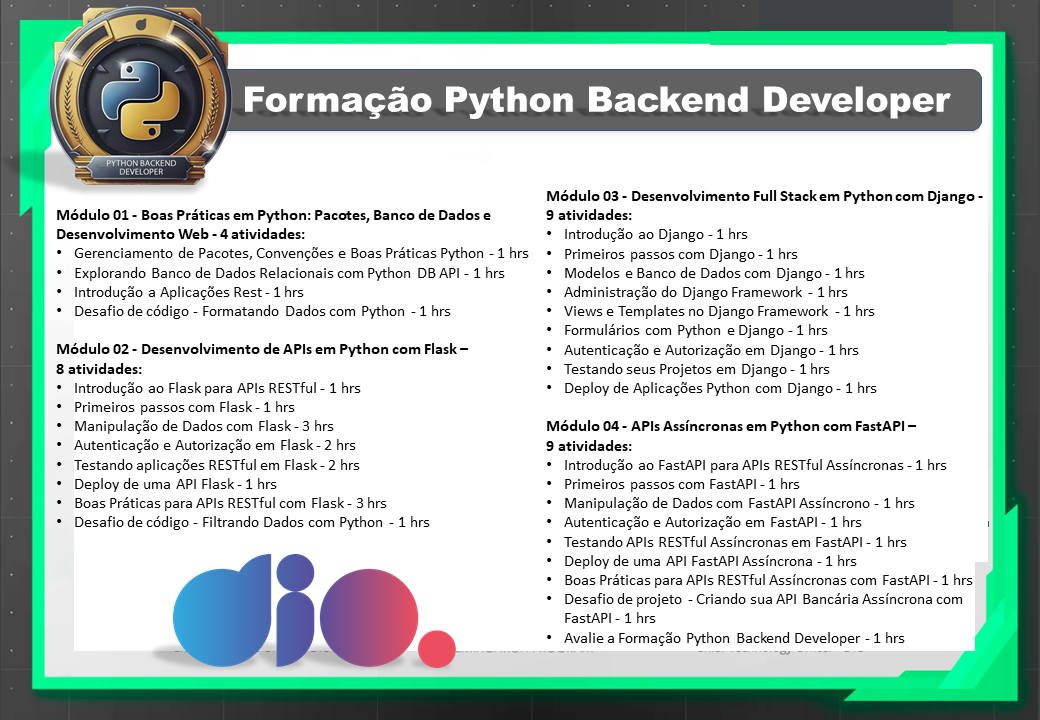 Formação Python Backend Developer
PYTHON BACKEND
DEVELOPER
Módulo 01 - Boas Práticas em Python: Pacotes, Banco de Dados e
Desenvolvimento Web - 4 atividades:
• Gerenciamento de Pacotes, Convenções e Boas Práticas Python - 1 hrs
• Explorando Banco de Dados Relacionais com Python DB API - 1 hrs
• Introdução a Aplicações Rest - 1 hrs
• Desafio de código - Formatando Dados com Python - 1 hrs
Módulo 02 - Desenvolvimento de APIs em Python com Flask –
8 atividades:
• Introdução ao Flask para APIs RESTful - 1 hrs
• Primeiros passos com Flask - 1 hrs
• Manipulação de Dados com Flask - 3 hrs
• Autenticação e Autorização em Flask - 2 hrs
• Testando aplicações RESTful em Flask - 2 hrs
• Deploy de uma API Flask - 1 hrs
• Boas Práticas para APIs RESTful com Flask - 3 hrs
• Desafio de código - Filtrando Dados com Python - 1 hrs
dio.
Módulo 03 - Desenvolvimento Full Stack em Python com Django -
9 atividades:
• Introdução ao Django - 1 hrs
• Primeiros passos com Django - 1 hrs
• Modelos e Banco de Dados com Django - 1 hrs
• Administração do Django Framework - 1 hrs
• Views e Templates no Django Framework - 1 hrs
• Formulários com Python e Django - 1 hrs
• Autenticação e Autorização em Django - 1 hrs
• Testando seus Projetos em Django - 1 hrs
• Deploy de Aplicações Python com Django - 1 hrs
Módulo 04 - APIs Assíncronas em Python com FastAPI –
9 atividades:
• Introdução ao FastAPI para APIs RESTful Assíncronas - 1 hrs
• Primeiros passos com FastAPI - 1 hrs
• Manipulação de Dados com FastAPI Assíncrono - 1 hrs
• Autenticação e Autorização em FastAPI - 1 hrs
• Testando APIs RESTful Assíncronas em FastAPI - 1 hrs
• Deploy de uma API FastAPI Assíncrona - 1 hrs
• Boas Práticas para APIs RESTful Assíncronas com FastAPI - 1 hrs
• Desafio de projeto - Criando sua API Bancária Assíncrona com
FastAPI - 1 hrs
• Avalie a Formação Python Backend Developer - 1 hrs